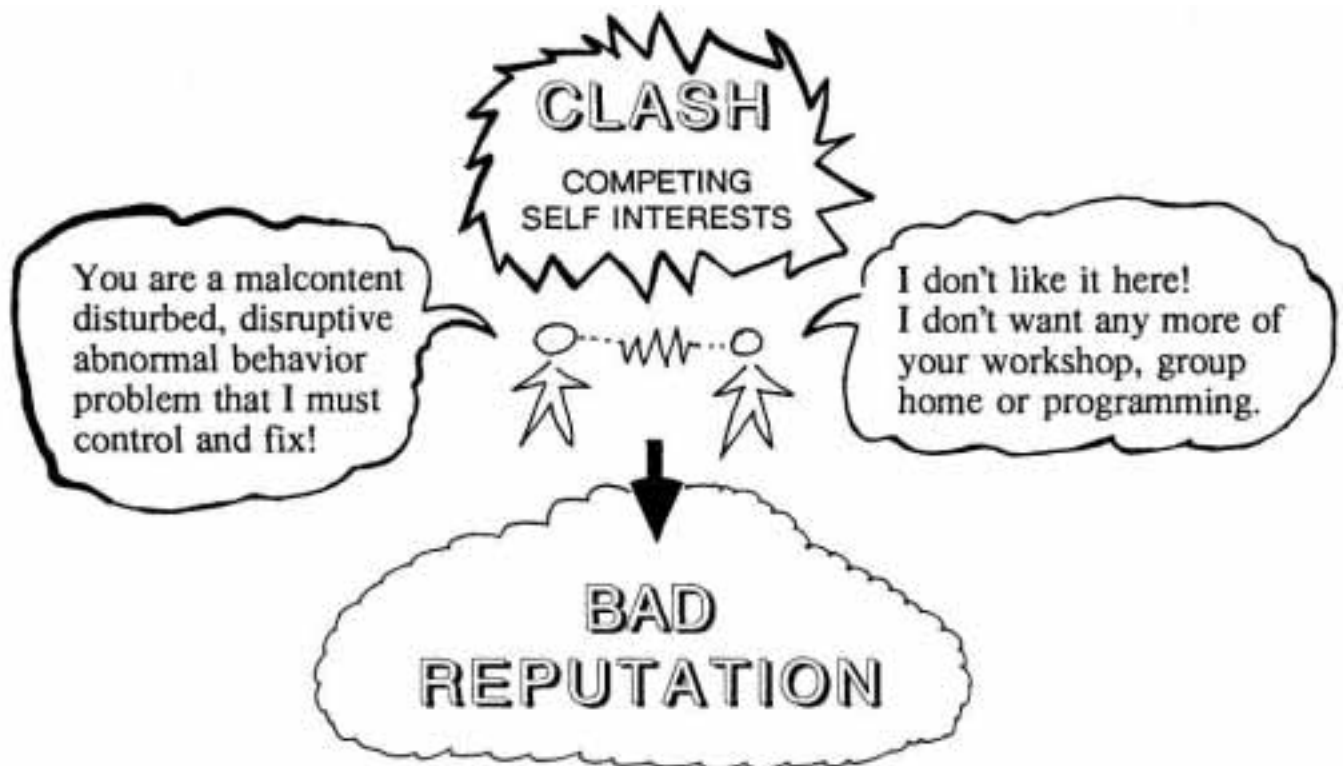 CLASH
COMPETING
SELF INTERESTS
You are a malcontent
disturbed, disruptive
abnormal behavior
problem that I must
control and fix!
I don't like it here!
I don't want any more of
your workshop, group
home or programming.
BAD
REPUTATION